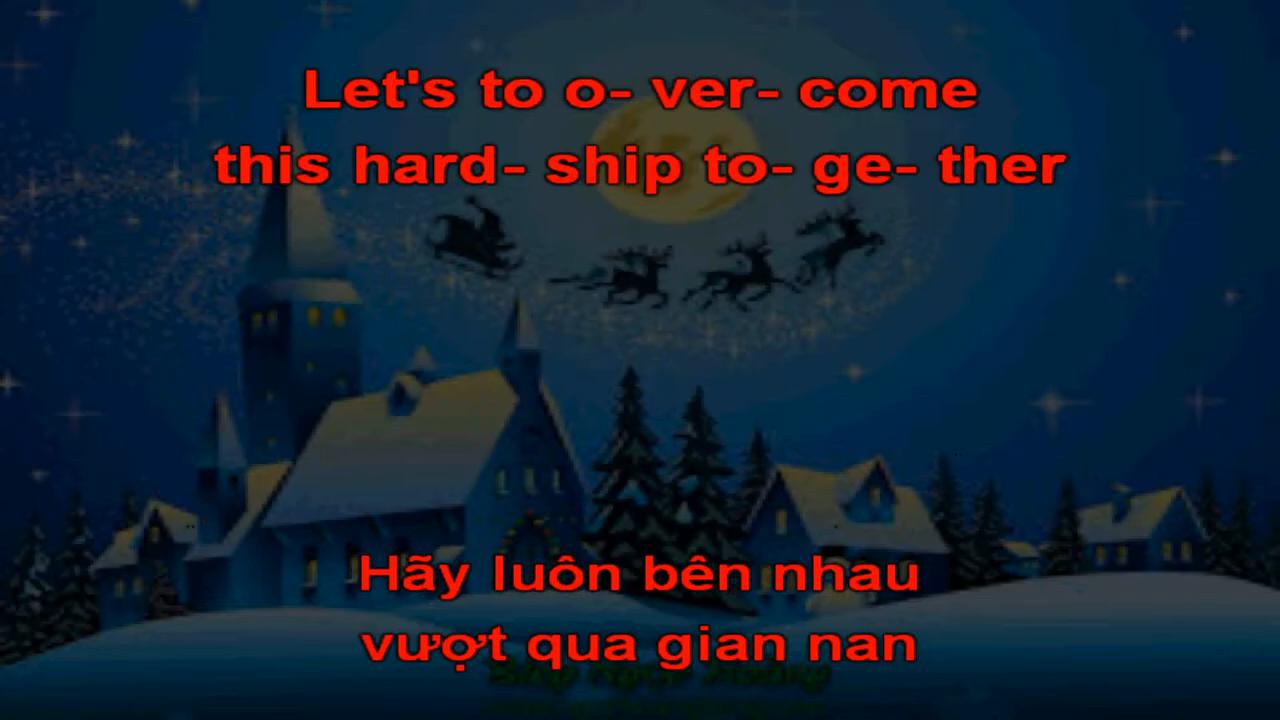 Let's to o- ver- come
this hard- ship to- ge- ther
Hãy luôn bên nhau
vượt qua gian nan